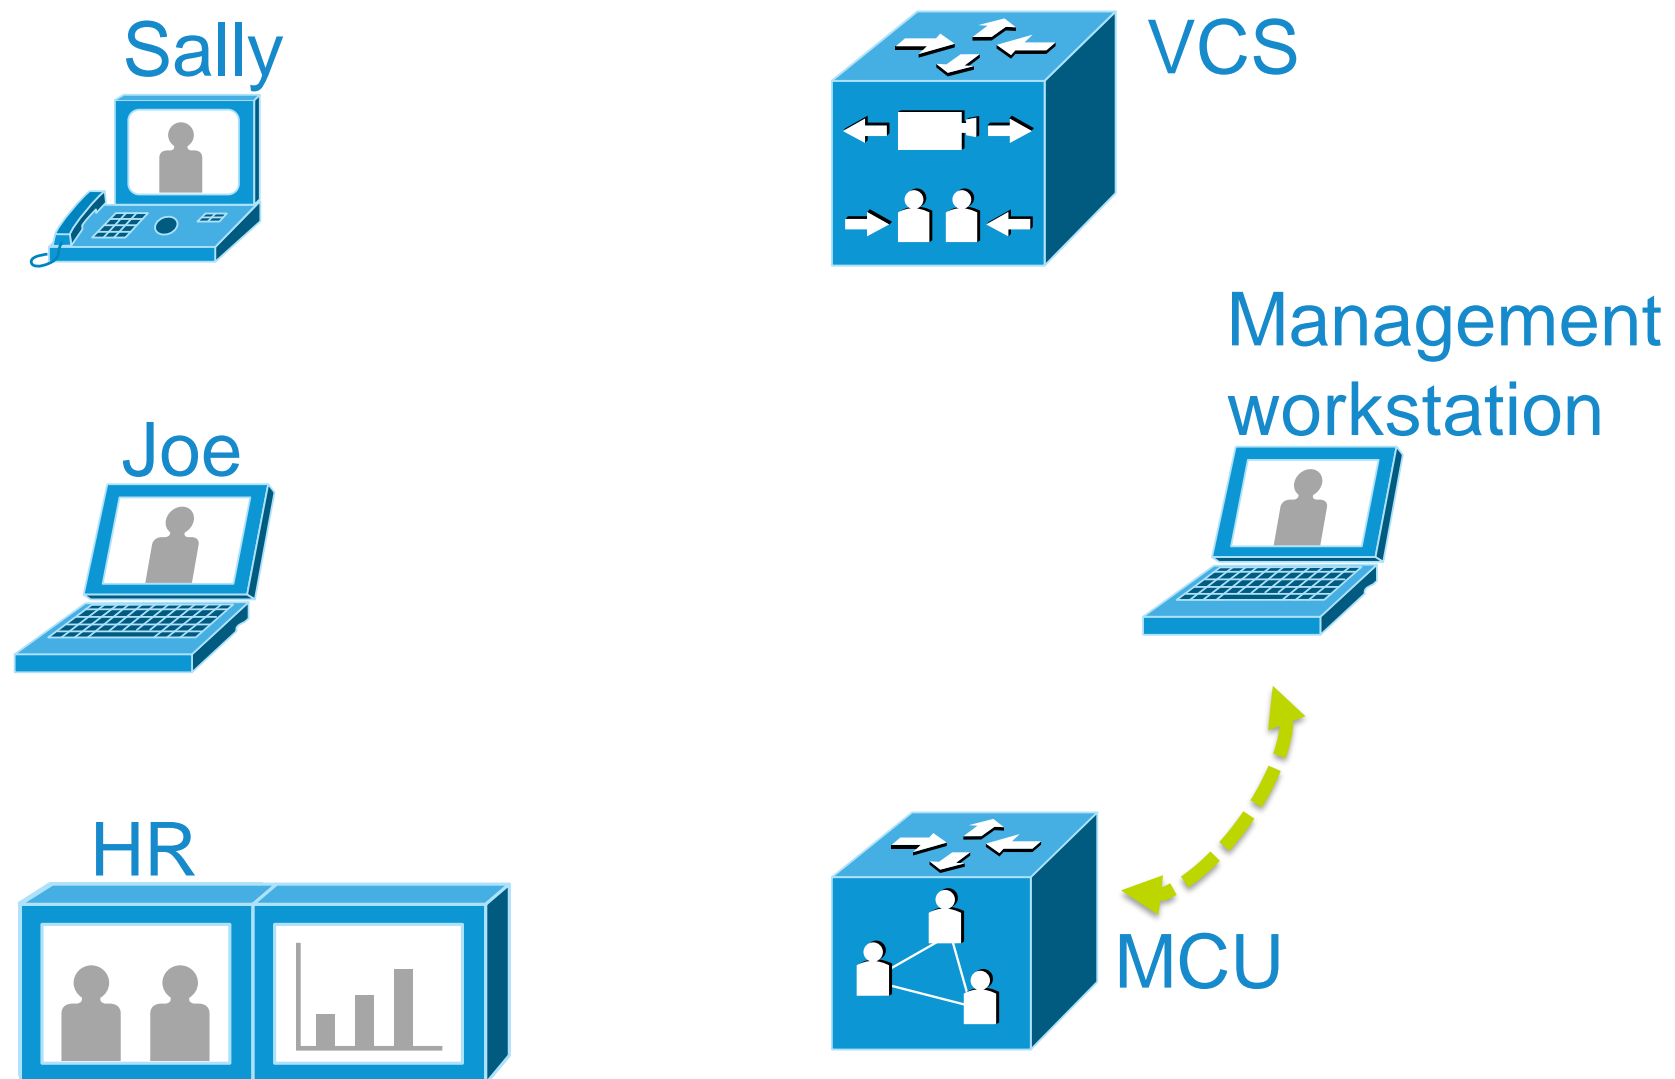 Sally
VCS
Management
workstation
Joe
HR
MCU